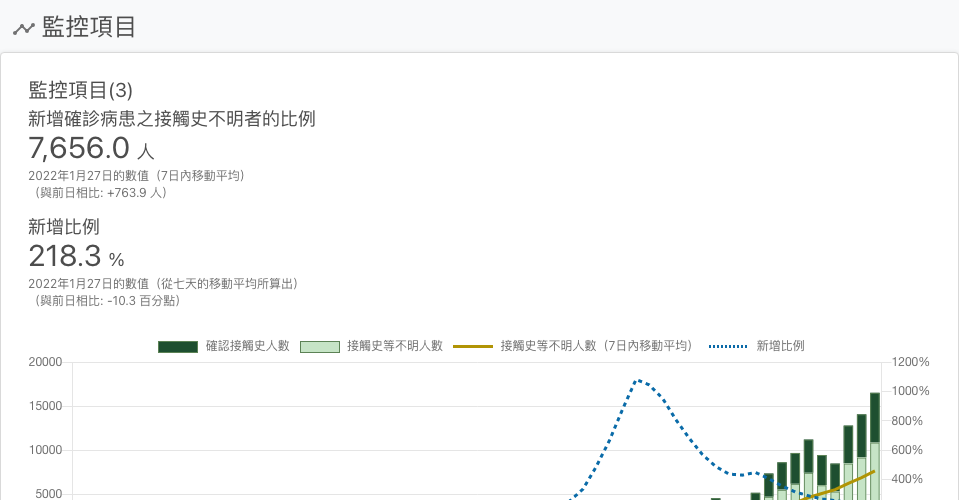 監控項目
監控項目(3)
新增確診病患之接觸史不明者的比例
7,656.0 人
2022年1月27日的數值（7日內移動平均）
（與前日相比: +763.9 人）
新增比例
218.3 %
2022年1月27日的數值（從七天的移動平均所算出）
（與前日相比: -10.3 百分點）
確認接觸史人數 接觸史等不明人數 接觸史等不明人數（7日內移動平均） 新增比例
20000 1200%
1000%
15000
800%
10000 600%
400%
5000